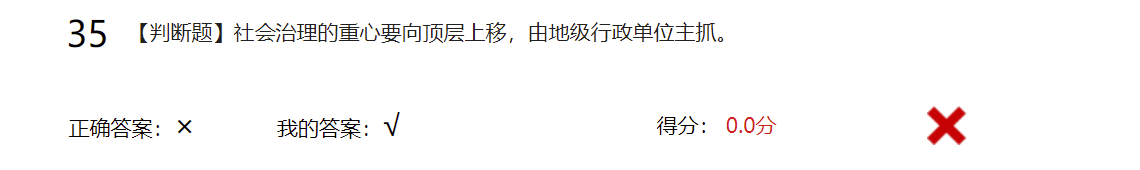 35 【判断题】社会治理的重心要向顶层上移，由地级行政单位主抓。
正确答案：× 我的答案：√ 得分： 0.0分